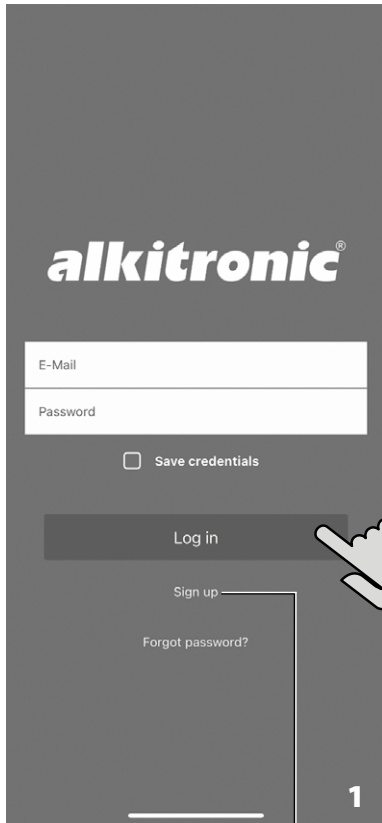 alkitronic®
E-Mail
Password
Save credentials
Log in
Sign up
Forgot password?
1